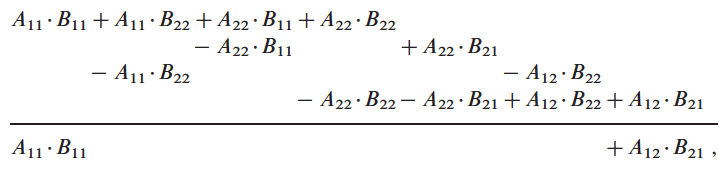 A₁₁ · B₁₁ + A₁₁ · B₂₂ + A₂₂ · B₁₁ + A₂₂ · B₂₂
− A₂₂ · B₁₁ + A₂₂ · B₂₁
− A₁₁ · B₂₂ − A₁₂ · B₂₂
− A₂₂ · B₂₂ − A₂₂ · B₂₁ + A₁₂ · B₂₂ + A₁₂ · B₂₁
A₁₁ · B₁₁ + A₁₂ · B₂₁ ,